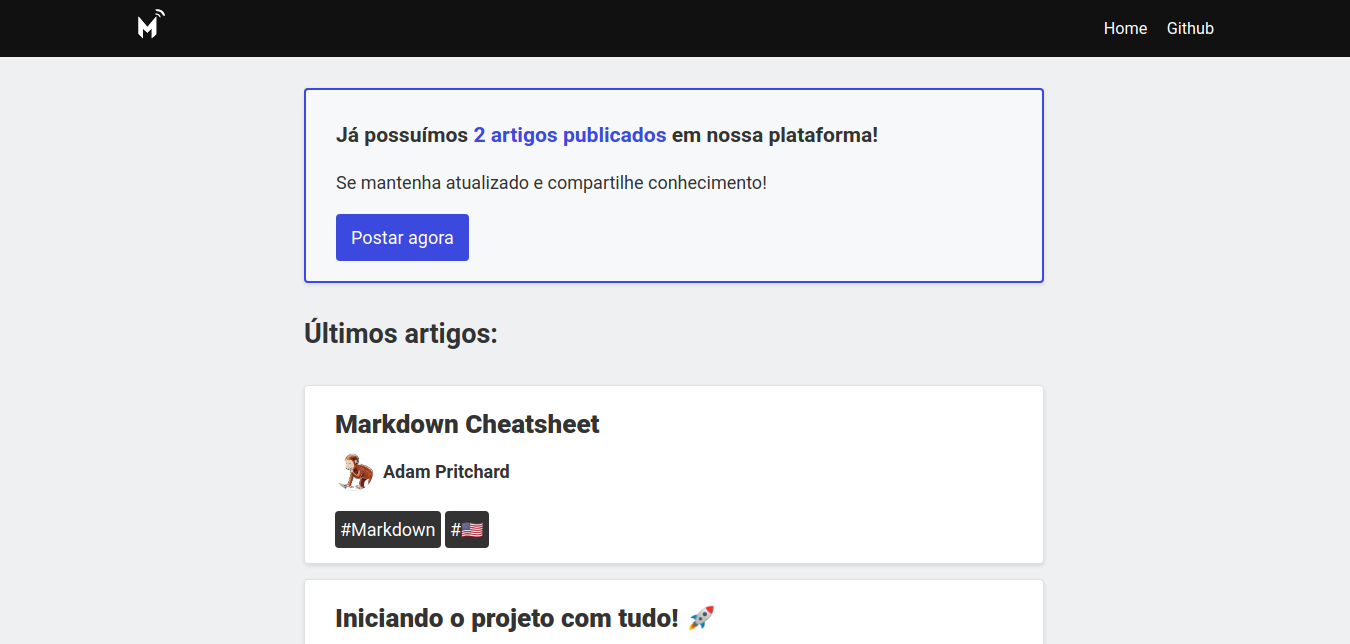 M
Home Github
Já possuímos 2 artigos publicados em nossa plataforma!
Se mantenha atualizado e compartilhe conhecimento!
Postar agora
Últimos artigos:
Markdown Cheatsheet
Adam Pritchard
#Markdown #🇺🇸
Iniciando o projeto com tudo! 🚀